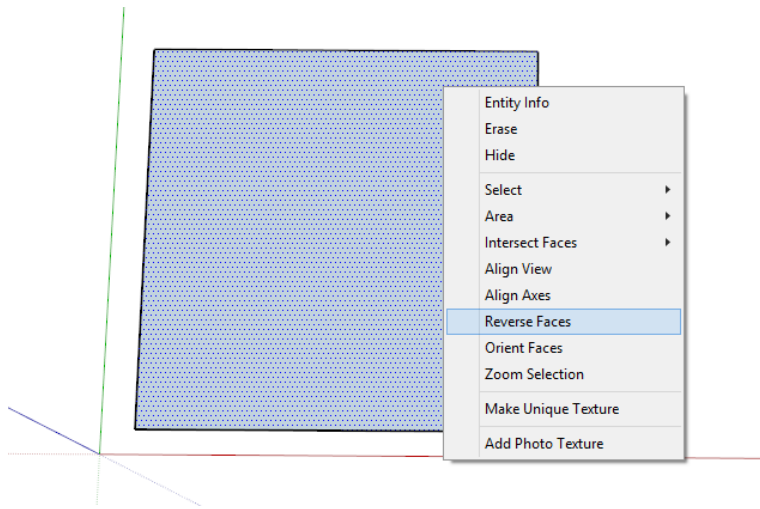 Entity Info
Erase
Hide
Select
Area
Intersect Faces
Align View
Align Axes
Reverse Faces
Orient Faces
Zoom Selection
Make Unique Texture
Add Photo Texture